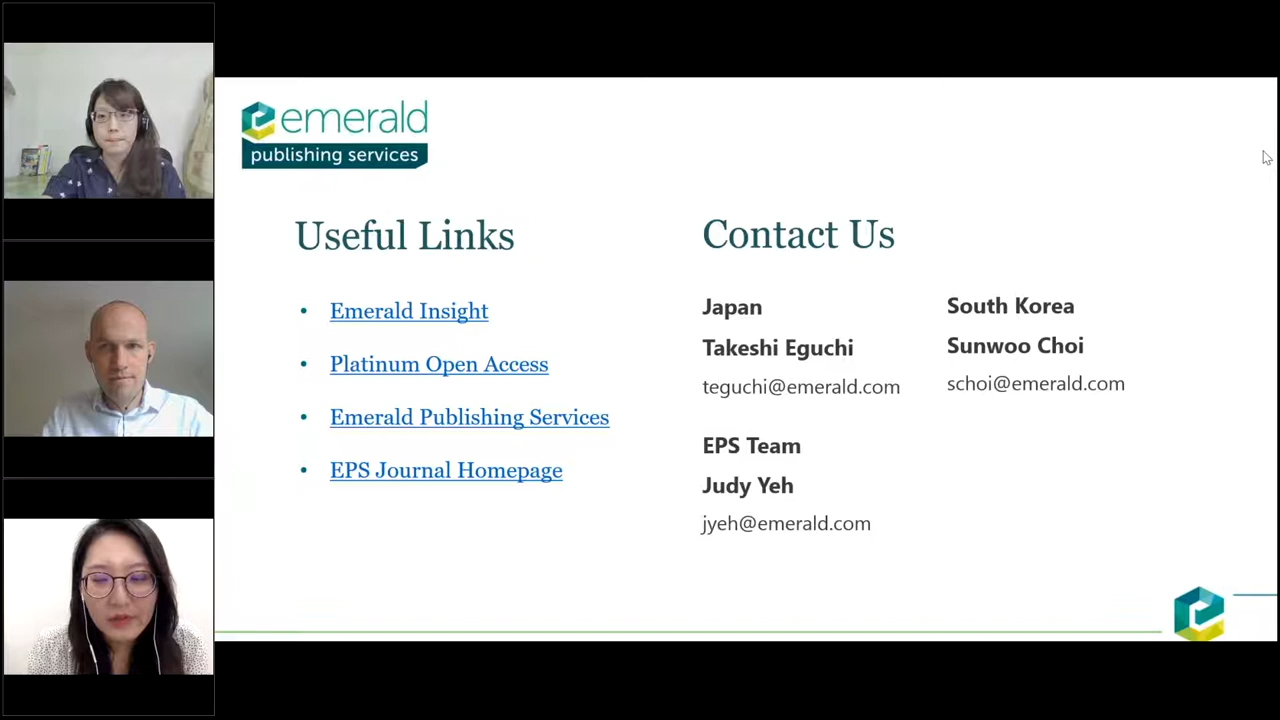 emerald
publishing services
Useful Links
Emerald Insight
Platinum Open Access
Emerald Publishing Services
EPS Journal Homepage
Contact Us
Japan
Takeshi Eguchi
teguchi@emerald.com
South Korea
Sunwoo Choi
schoi@emerald.com
EPS Team
Judy Yeh
jyeh@emerald.com